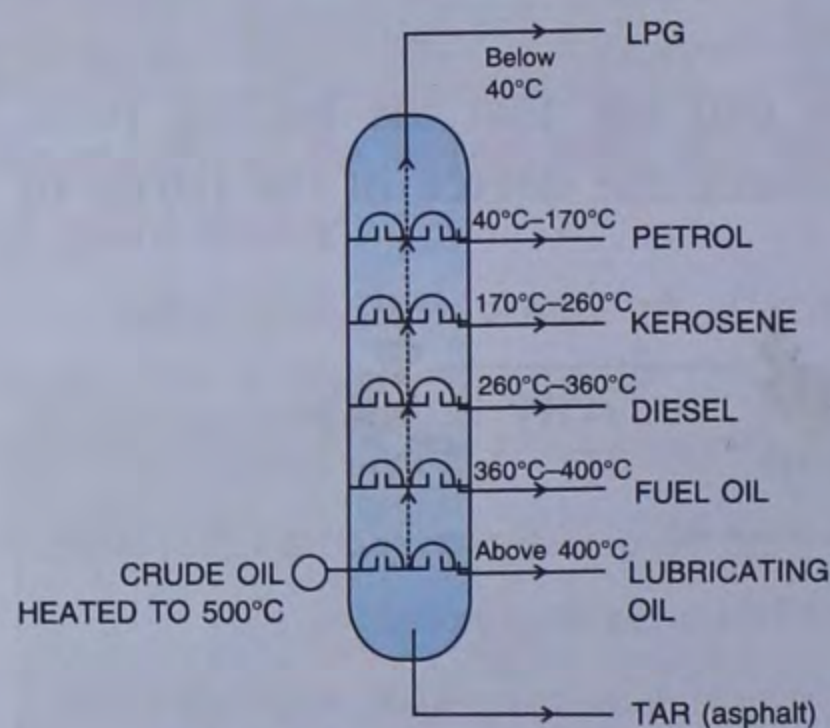 LPG
Below
40°C
40°C–170°C
PETROL
170°C–260°C
KEROSENE
260°C–360°C
DIESEL
360°C–400°C
FUEL OIL
Above 400°C
CRUDE OIL
HEATED TO 500°C
LUBRICATING
OIL
TAR (asphalt)